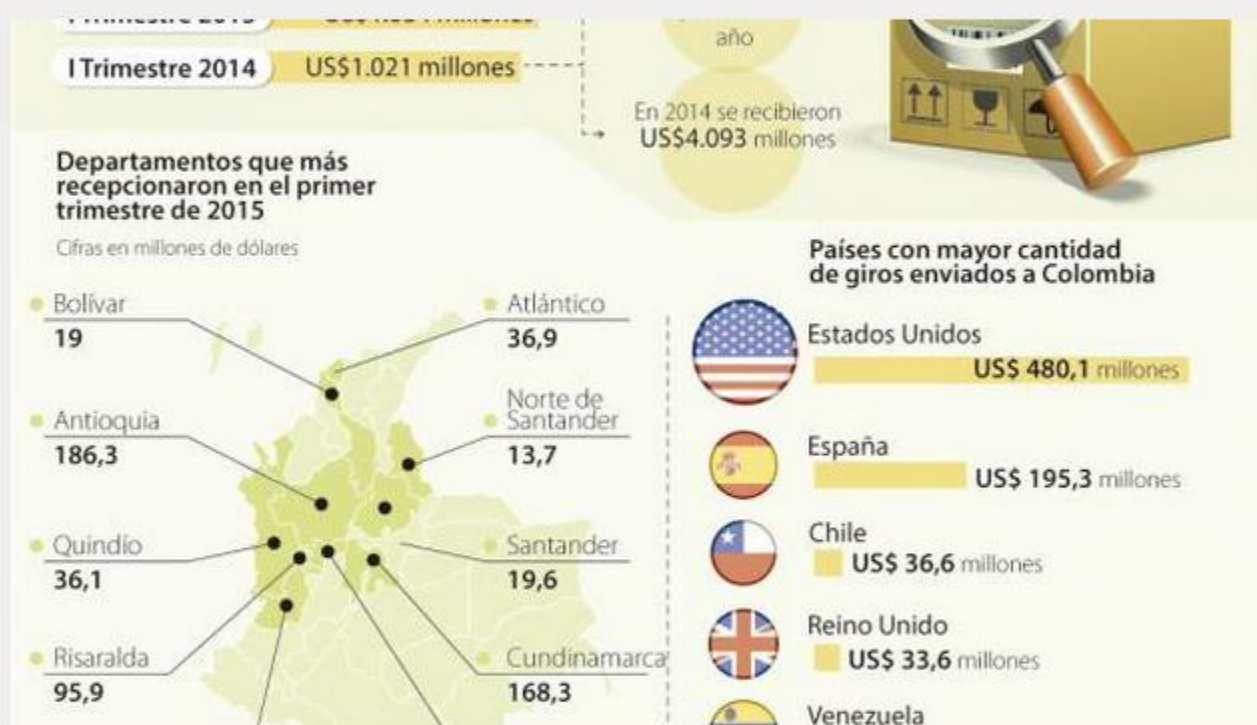 I Trimestre 2014
US$1.021 millones
año
En 2014 se recibieron
US$4.093 millones
Departamentos que más
recepcionaron en el primer
trimestre de 2015
Cifras en millones de dólares
Bolívar
19
Atlántico
36,9
Antioquia
186,3
Norte de
Santander
13,7
Quindío
36,1
Santander
19,6
Risaralda
95,9
Cundinamarca
168,3
Países con mayor cantidad
de giros enviados a Colombia
Estados Unidos
US$ 480,1 millones
España
US$ 195,3 millones
Chile
US$ 36,6 millones
Reino Unido
US$ 33,6 millones
Venezuela